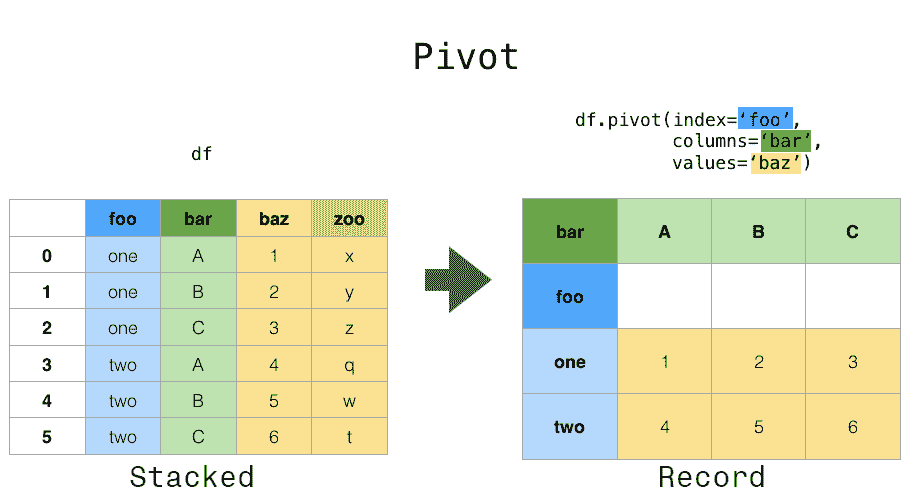 Pivot
df.pivot(index=‘foo’,
columns=‘bar’,
values=‘baz’)
df
foo bar baz zoo
0 one A 1 x
1 one B 2 y
2 one C 3 z
3 two A 4 q
4 two B 5 w
5 two C 6 t
Stacked
bar A B C
foo
one 1 2 3
two 4 5 6
Record